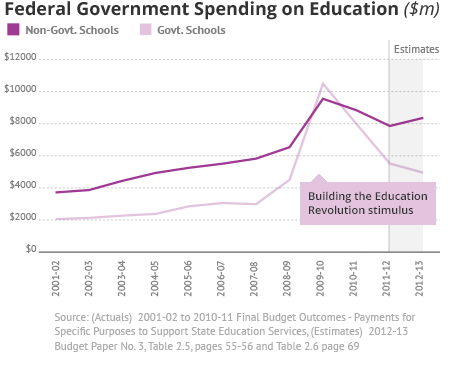 Federal Government Spending on Education ($m)
Non-Govt. Schools
Govt. Schools
Estimates
$12000
$10000
$8000
$6000
$4000
$2000
$0
Building the Education
Revolution stimulus
2001-02
2002-03
2003-04
2004-05
2005-06
2006-07
2007-08
2008-09
2009-10
2010-11
2011-12
2012-13
Source: (Actuals) 2001-02 to 2010-11 Final Budget Outcomes - Payments for
Specific Purposes to Support State Education Services, (Estimates) 2012-13
Budget Paper No. 3, Table 2.5, pages 55-56 and Table 2.6 page 69